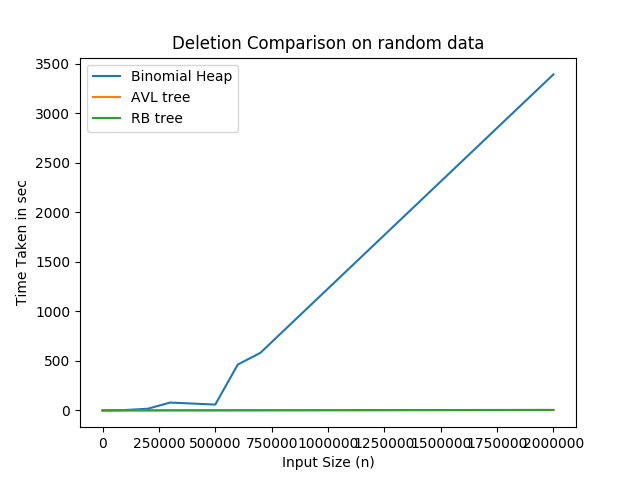 Deletion Comparison on random data
Binomial Heap
AVL tree
RB tree
3500
3000
2500
2000
1500
1000
500
0
Time Taken in sec
0 250000 500000 750000 1000000 1250000 1500000 1750000 2000000
Input Size (n)